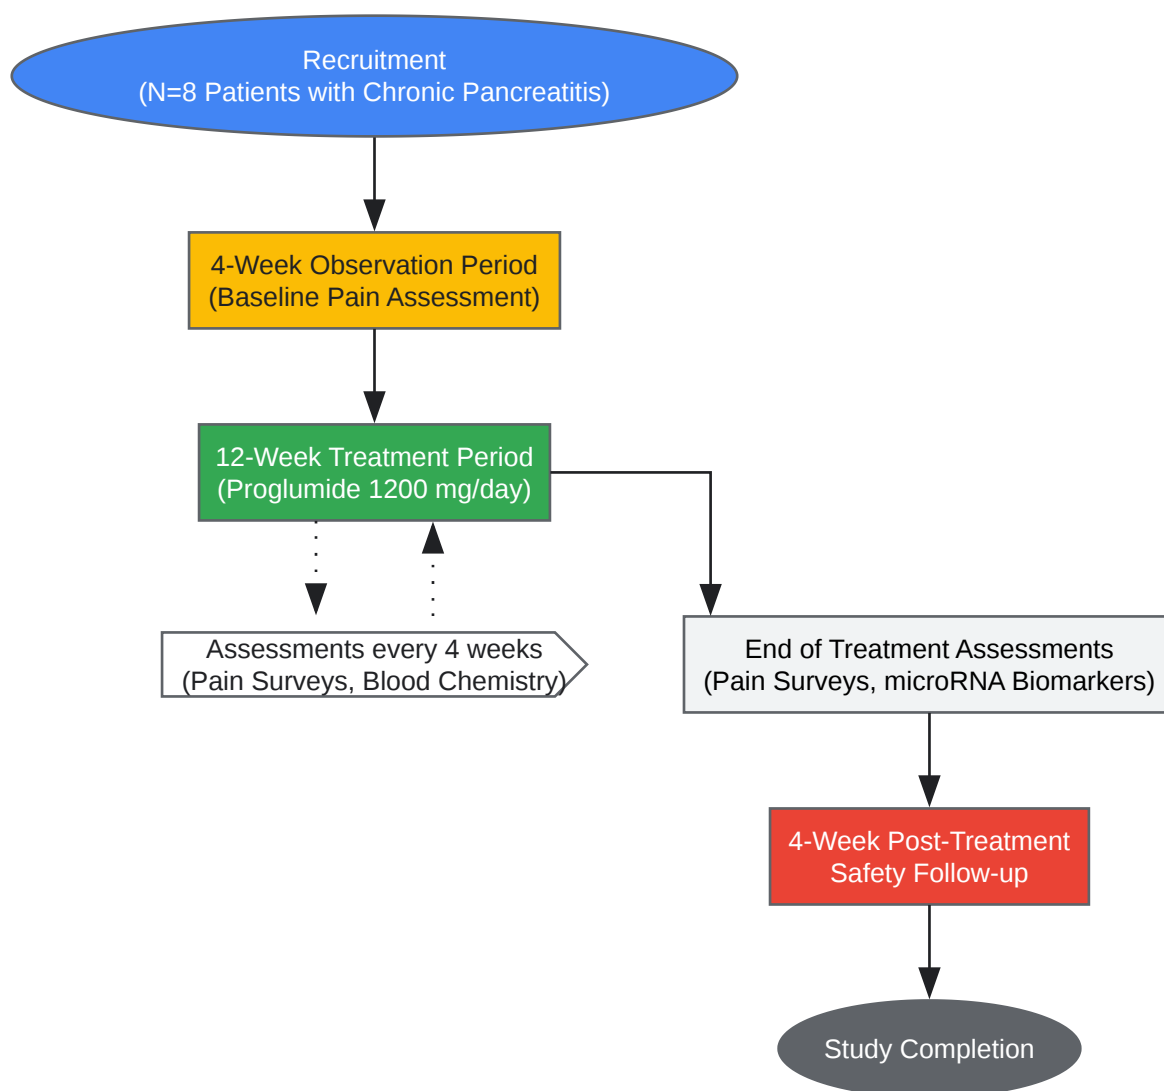 Recruitment
(N=8 Patients with Chronic Pancreatitis)
4-Week Observation Period
(Baseline Pain Assessment)
12-Week Treatment Period
(Proglumide 1200 mg/day)
Assessments every 4 weeks
(Pain Surveys, Blood Chemistry)
End of Treatment Assessments
(Pain Surveys, microRNA Biomarkers)
4-Week Post-Treatment
Safety Follow-up
Study Completion